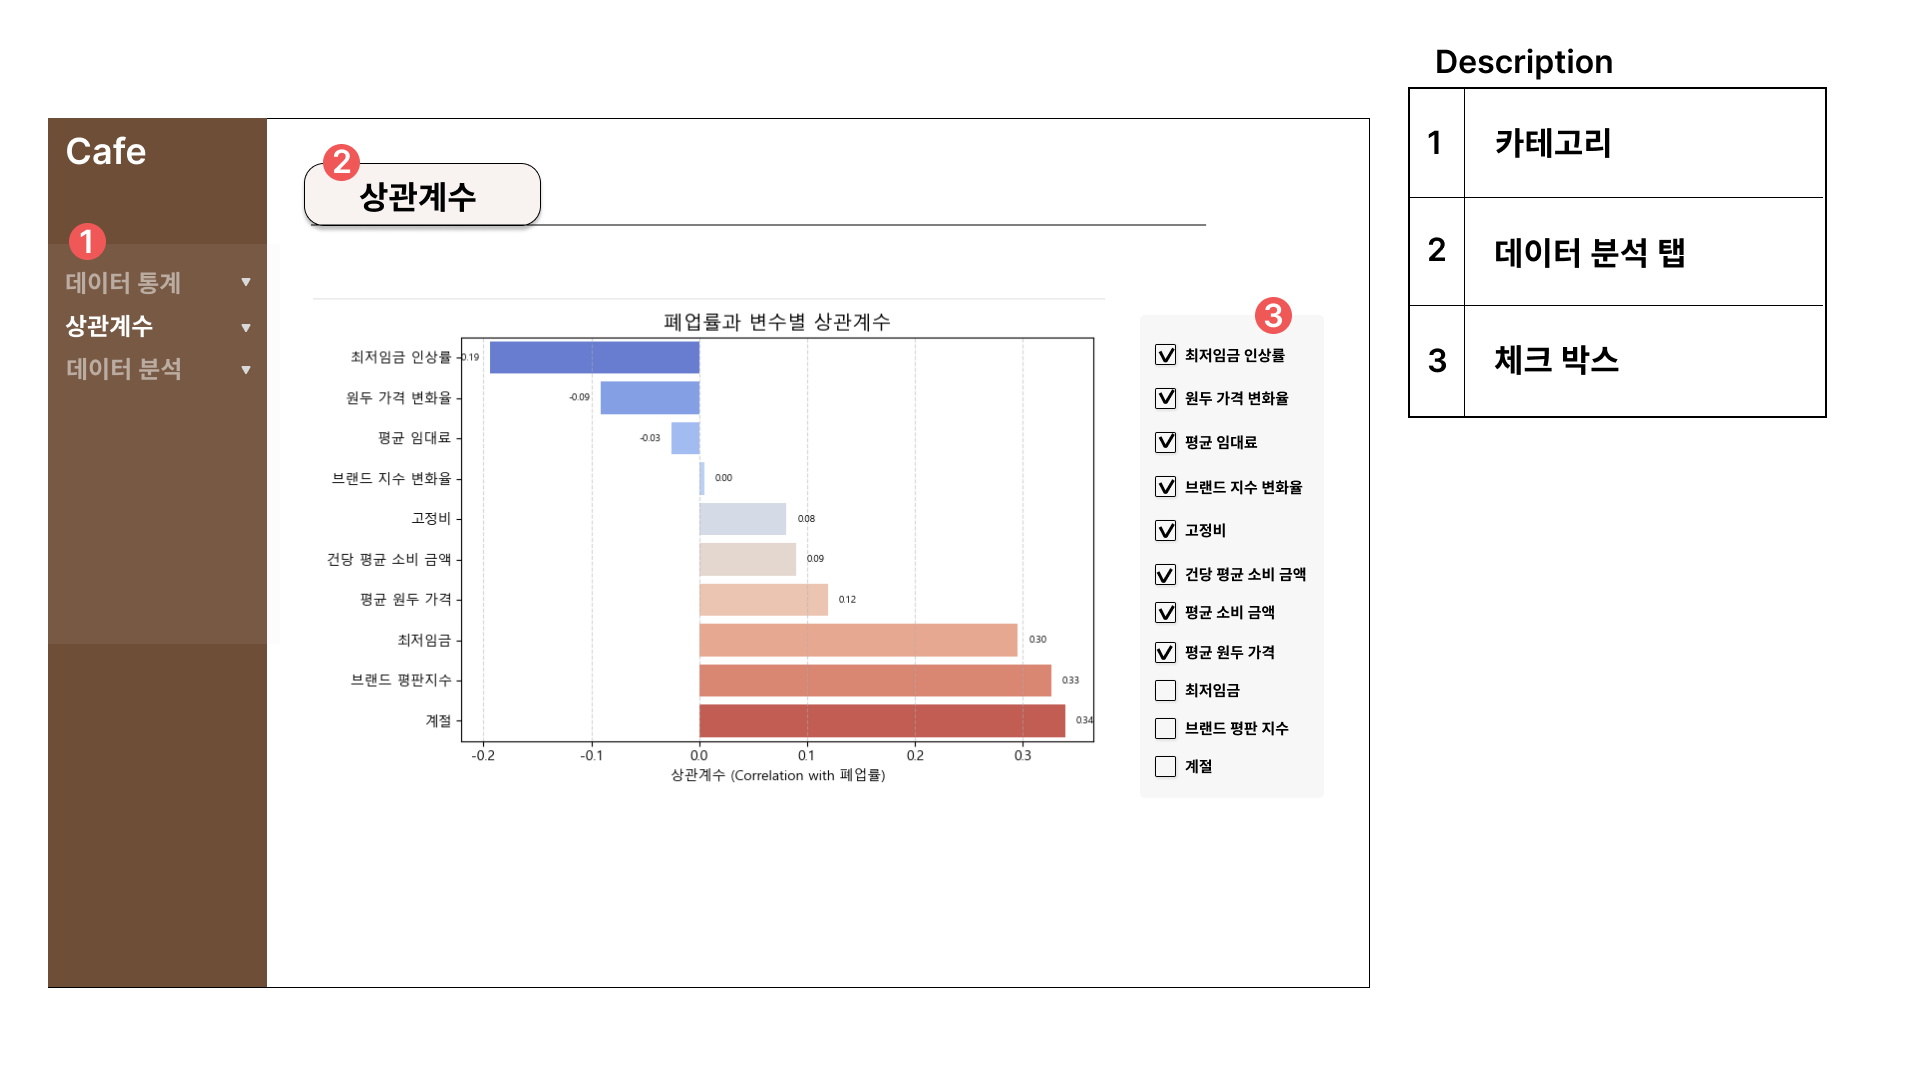 Description
1 카테고리
2 데이터 분석 탭
3 체크 박스
Cafe
1
데이터 통계 ▼
상관계수 ▼
데이터 분석 ▼
2
상관계수
폐업률과 변수별 상관계수
최저임금 인상률 -0.19
원두 가격 변화율 -0.09
평균 임대료 -0.03
브랜드 지수 변화율 0.00
고정비 0.08
건당 평균 소비 금액 0.09
평균 원두 가격 0.12
최저임금 0.30
브랜드 평판지수 0.33
계절 0.34
-0.2 -0.1 0.0 0.1 0.2 0.3
상관계수 (Correlation with 폐업률)
3
최저임금 인상률
원두 가격 변화율
평균 임대료
브랜드 지수 변화율
고정비
건당 평균 소비 금액
평균 소비 금액
평균 원두 가격
최저임금
브랜드 평판 지수
계절